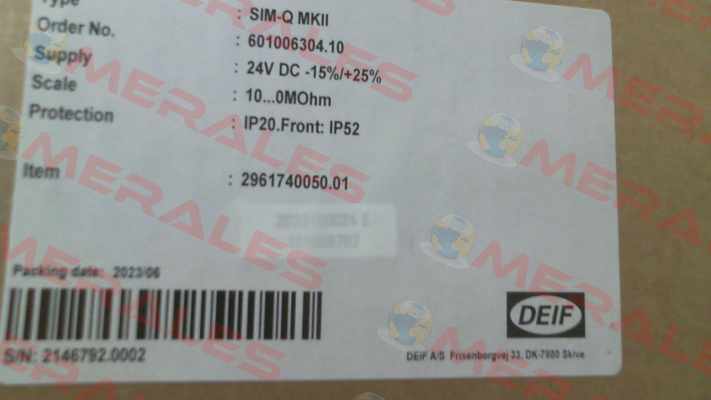 Type : SIM-Q MKII
Order No. : 601006304.10
Supply : 24V DC -15%/+25%
Scale : 10...0MOhm
Protection : IP20.Front: IP52
Item : 2961740050.01
Packing date: 2023/06
S/N: 2146792.0002
DEIF
DEIF A/S Frisenborgvej 33, DK-7800 Skive
MERALES
MERALES
MERALES
MERALES